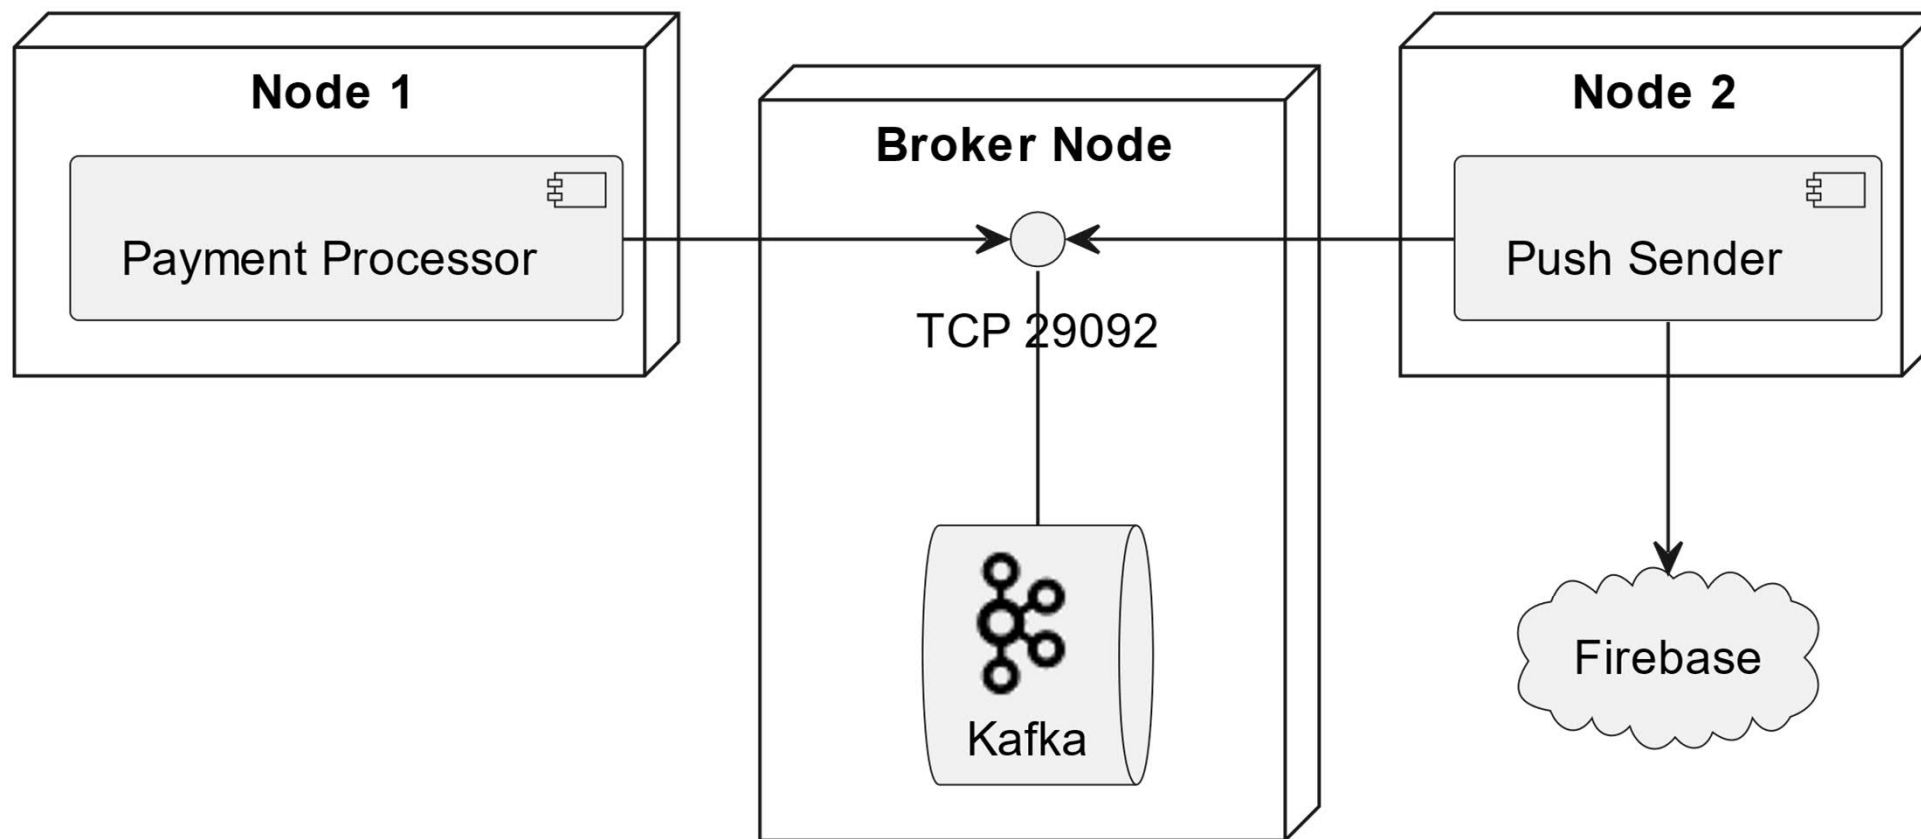 Node 1
Payment Processor
Broker Node
TCP 29092
Kafka
Node 2
Push Sender
Firebase